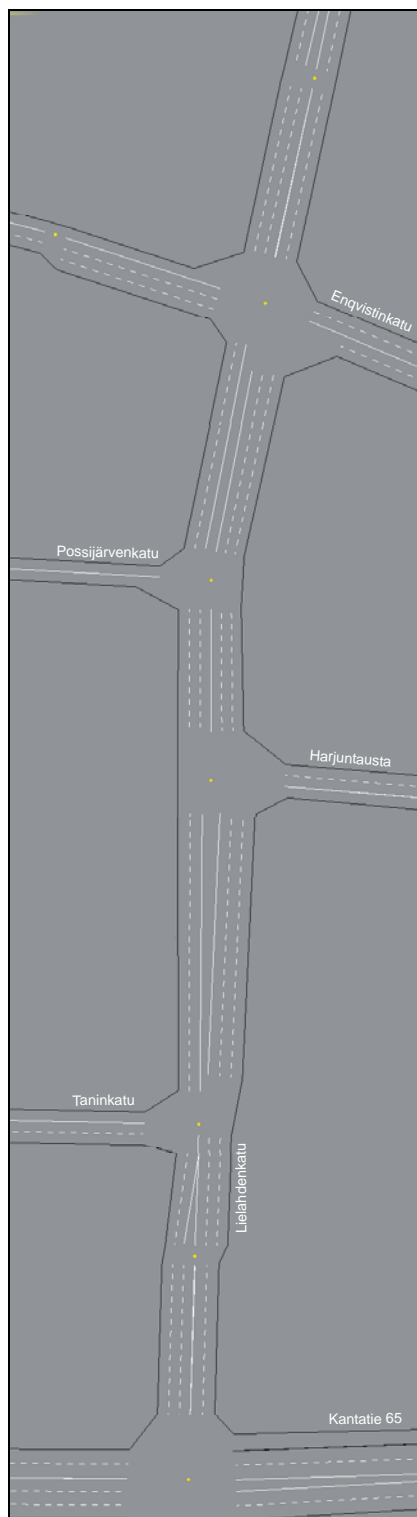 Enqvistinkatu
Possijärvenkatu
Harjuntausta
Taninkatu
Lielahdenkatu
Kantatie 65